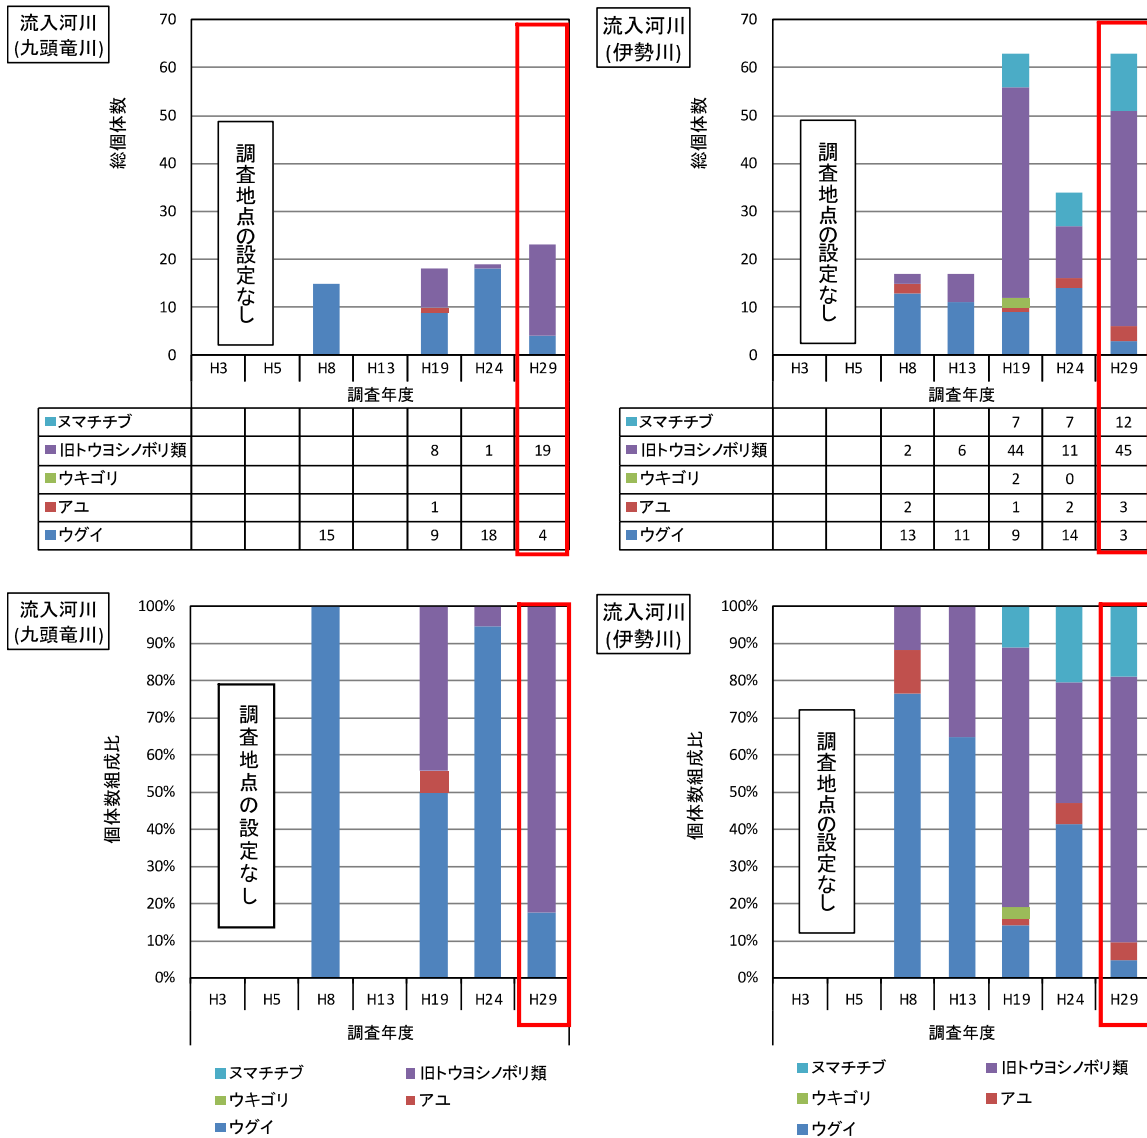 流入河川
(九頭竜川)
総個体数
70
60
50
40
30
20
10
0
調査地点の設定なし
H3 H5 H8 H13 H19 H24 H29
調査年度
ヌマチチブ
旧トウヨシノボリ類 8 1 19
ウキゴリ
アユ 1
ウグイ 15 9 18 4
流入河川
(伊勢川)
総個体数
70
60
50
40
30
20
10
0
調査地点の設定なし
H3 H5 H8 H13 H19 H24 H29
調査年度
ヌマチチブ 7 7 12
旧トウヨシノボリ類 2 6 44 11 45
ウキゴリ 2 0
アユ 2 1 2 3
ウグイ 13 11 9 14 3
流入河川
(九頭竜川)
個体数組成比
100%
90%
80%
70%
60%
50%
40%
30%
20%
10%
0%
調査地点の設定なし
H3 H5 H8 H13 H19 H24 H29
調査年度
ヌマチチブ 旧トウヨシノボリ類
ウキゴリ アユ
ウグイ
流入河川
(伊勢川)
個体数組成比
100%
90%
80%
70%
60%
50%
40%
30%
20%
10%
0%
調査地点の設定なし
H3 H5 H8 H13 H19 H24 H29
調査年度
ヌマチチブ 旧トウヨシノボリ類
ウキゴリ アユ
ウグイ